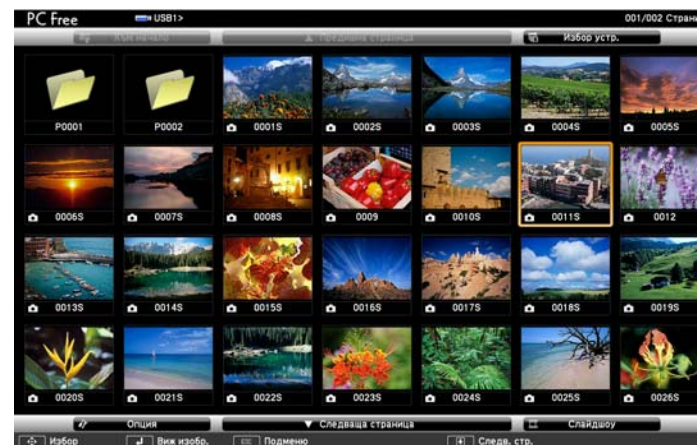 PC Free USB1> 001/002 Страни
Към начало ▲ Предишна страница Избор устр.
P0001 P0002 0001S 0002S 0003S 0004S 0005S
0006S 0007S 0008S 0009 0010S 0011S 0012
0013S 0014S 0015S 0016S 0017S 0018S 0019S
0020S 0021S 0022S 0023S 0024S 0025S 0026S
Опция ▼ Следваща страница Слайдшоу
Избор Виж изобр. ESC Подменю Следв. стр.